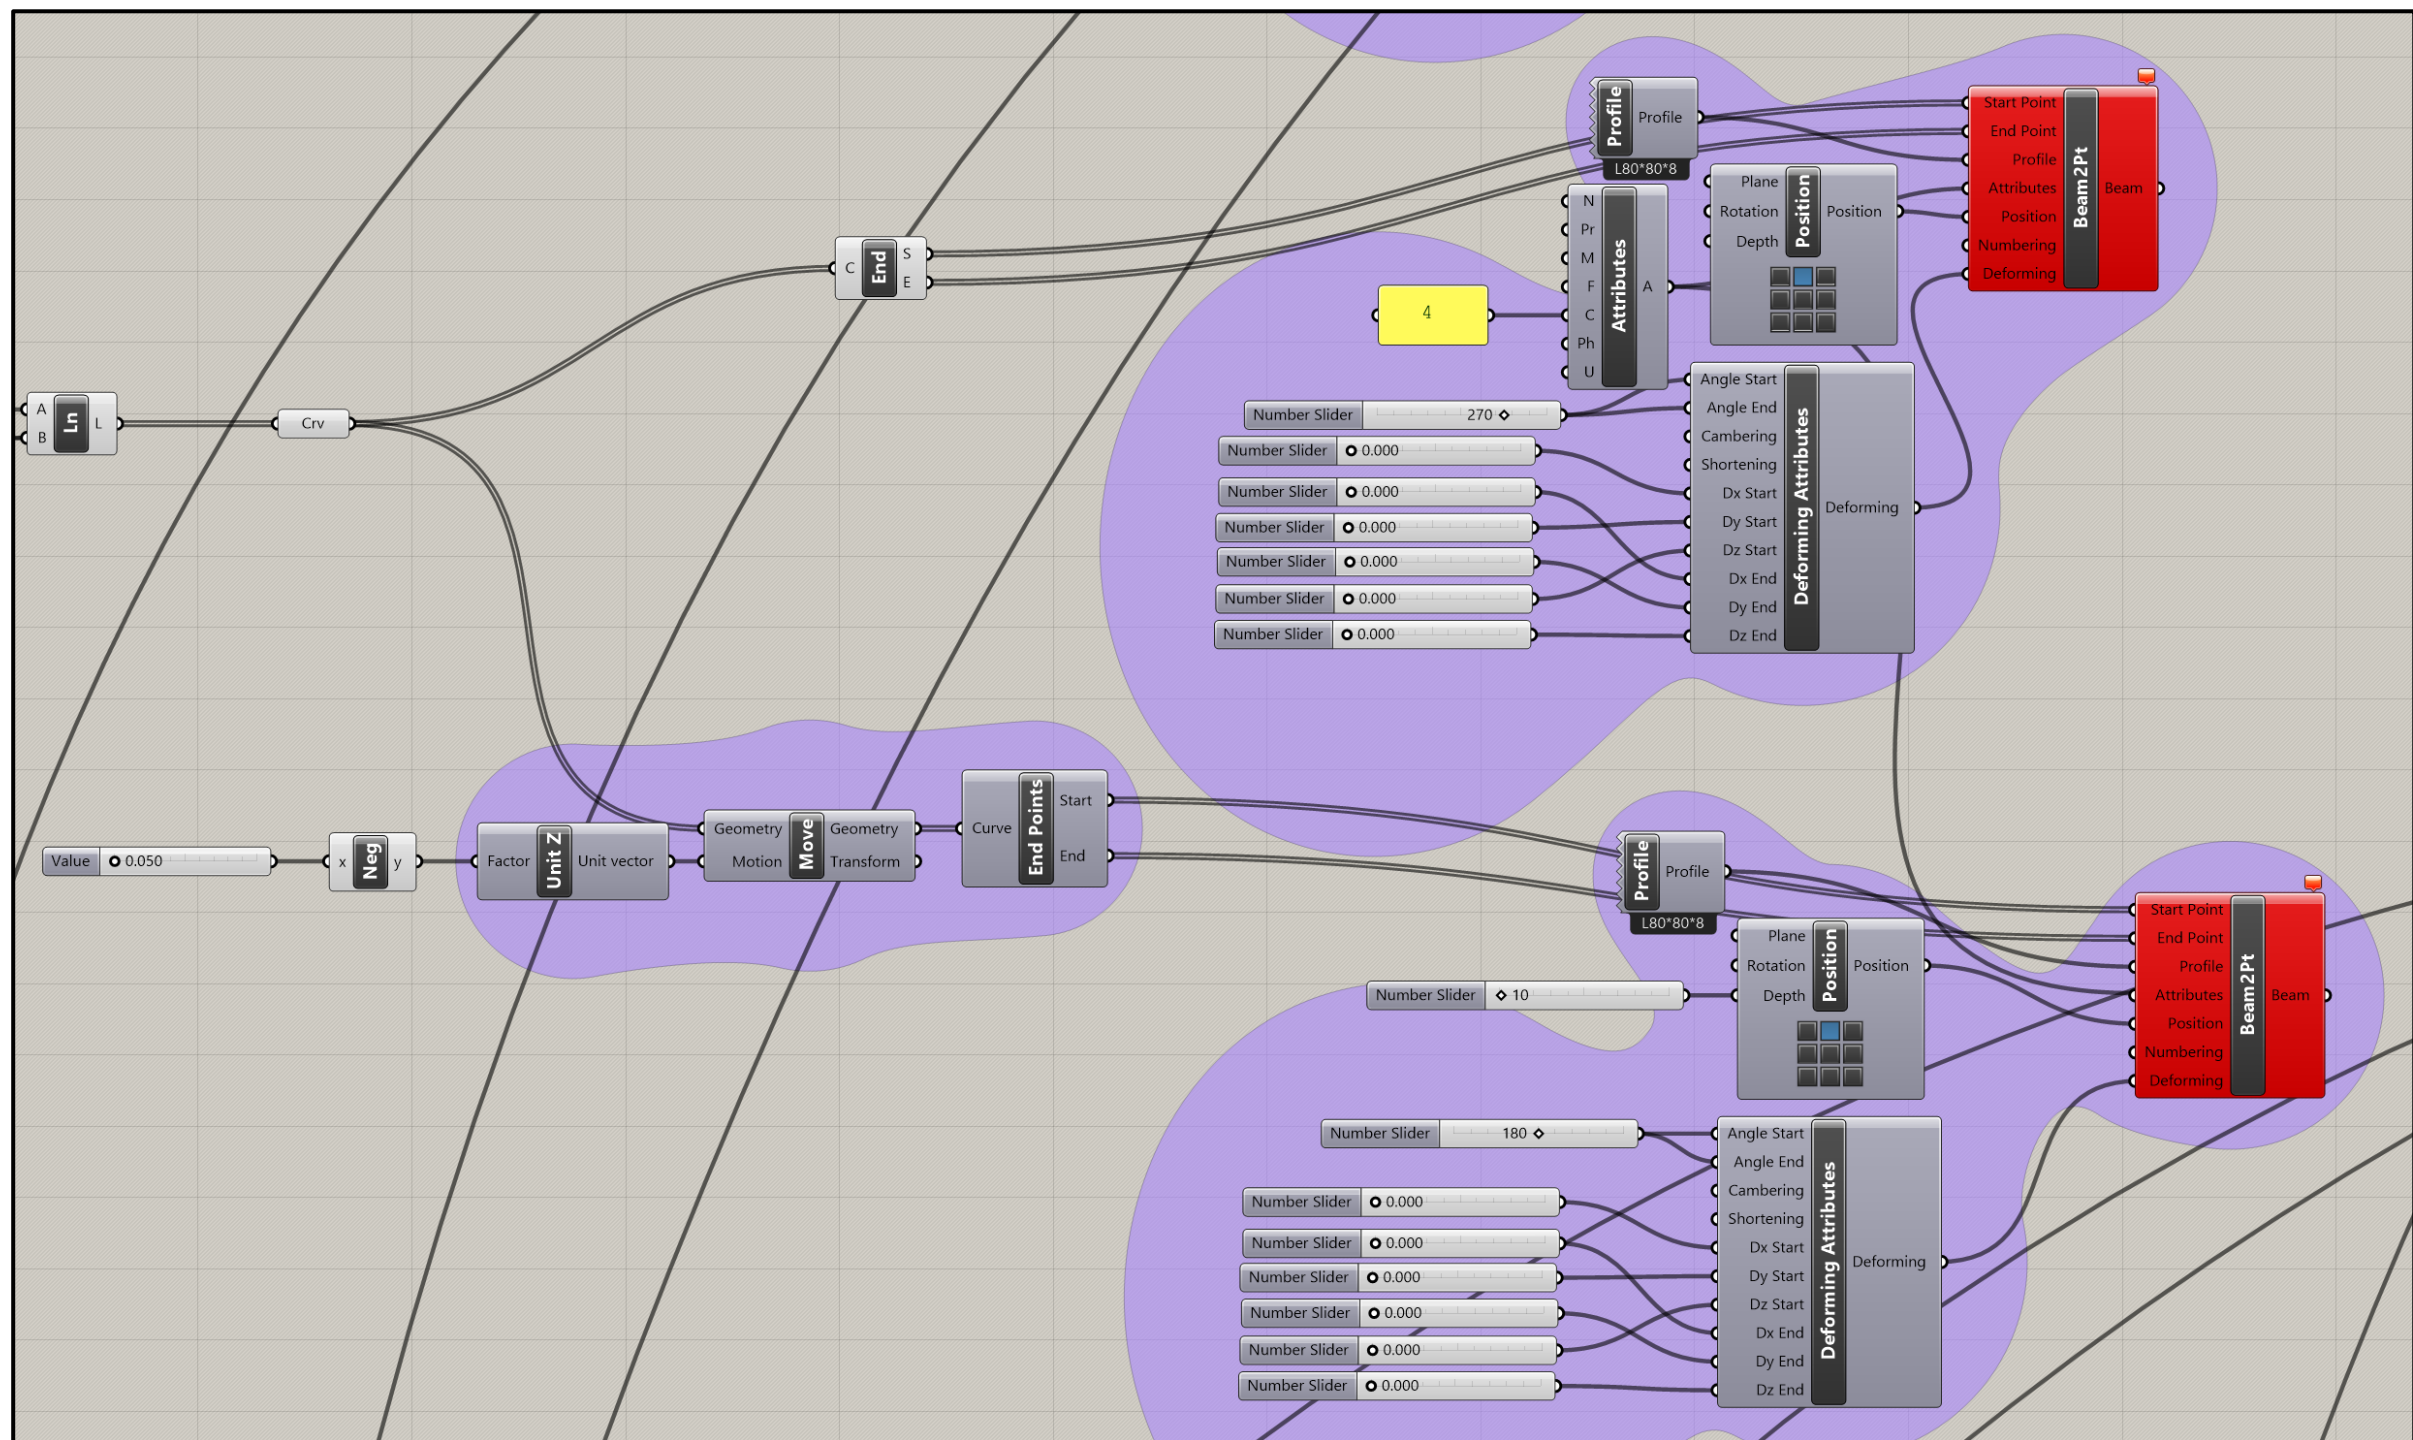 Profile
Profile
L80*80*8
Start Point
End Point
Profile
Attributes
Position
Numbering
Deforming
Beam2Pt
Beam
Plane
Rotation
Depth
Position
Position
N
Pr
M
F
C
Ph
U
Attributes
A
4
C
End
S
E
A
B
Ln
L
Crv
Number Slider 270
Number Slider 0.000
Number Slider 0.000
Number Slider 0.000
Number Slider 0.000
Number Slider 0.000
Number Slider 0.000
Angle Start
Angle End
Cambering
Shortening
Dx Start
Dy Start
Dz Start
Dx End
Dy End
Dz End
Deforming Attributes
Deforming
Value 0.050
x
Neg
y
Factor
Unit Z
Unit vector
Geometry
Motion
Move
Geometry
Transform
Curve
End Points
Start
End
Profile
Profile
L80*80*8
Plane
Rotation
Depth
Position
Position
Number Slider 10
Start Point
End Point
Profile
Attributes
Position
Numbering
Deforming
Beam2Pt
Beam
Number Slider 180
Number Slider 0.000
Number Slider 0.000
Number Slider 0.000
Number Slider 0.000
Number Slider 0.000
Number Slider 0.000
Angle Start
Angle End
Cambering
Shortening
Dx Start
Dy Start
Dz Start
Dx End
Dy End
Dz End
Deforming Attributes
Deforming